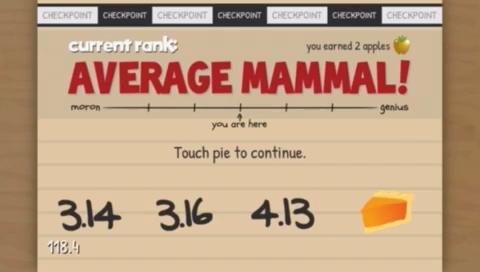 CHECKPOINT CHECKPOINT CHECKPOINT CHECKPOINT CHECKPOINT CHECKPOINT CHECKPOINT
current rank: you earned 2 apples
AVERAGE MAMMAL!
moron genius
you are here
Touch pie to continue.
3.14 3.16 4.13
118.4